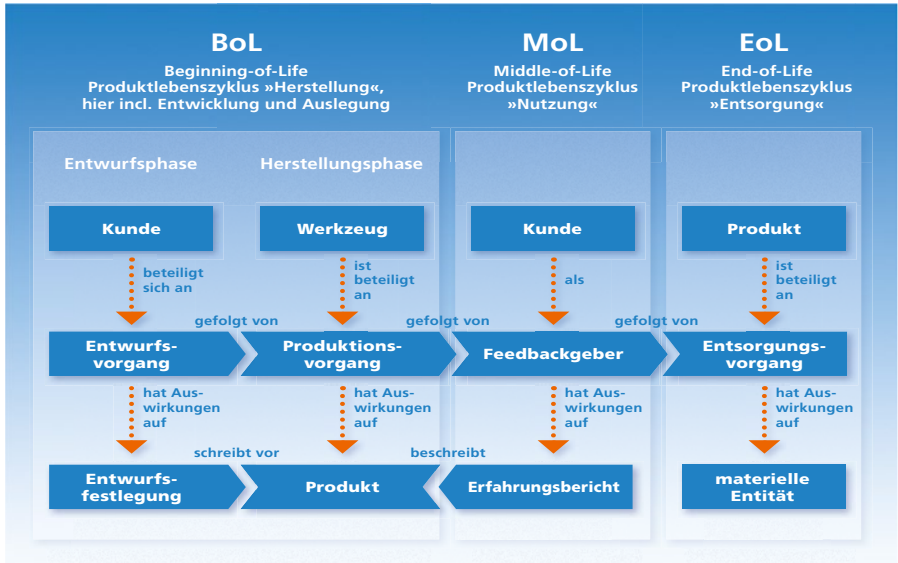 BoL
Beginning-of-Life
Produktlebenszyklus »Herstellung«,
hier incl. Entwicklung und Auslegung
MoL
Middle-of-Life
Produktlebenszyklus
»Nutzung“
EoL
End-of-Life
Produktlebenszyklus
»Entsorgung“
Entwurfsphase
Herstellungsphase
Kunde
Werkzeug
Kunde
Produkt
beteiligt
sich an
ist
beteiligt
an
als
ist
beteiligt
an
gefolgt von
gefolgt von
gefolgt von
Entwurfs-
vorgang
Produktions-
vorgang
Feedbackgeber
Entsorgungs-
vorgang
hat Aus-
wirkungen
auf
hat Aus-
wirkungen
auf
hat Aus-
wirkungen
auf
hat Aus-
wirkungen
auf
schreibt vor
beschreibt
Entwurfs-
festlegung
Produkt
Erfahrungsbericht
materielle
Entität